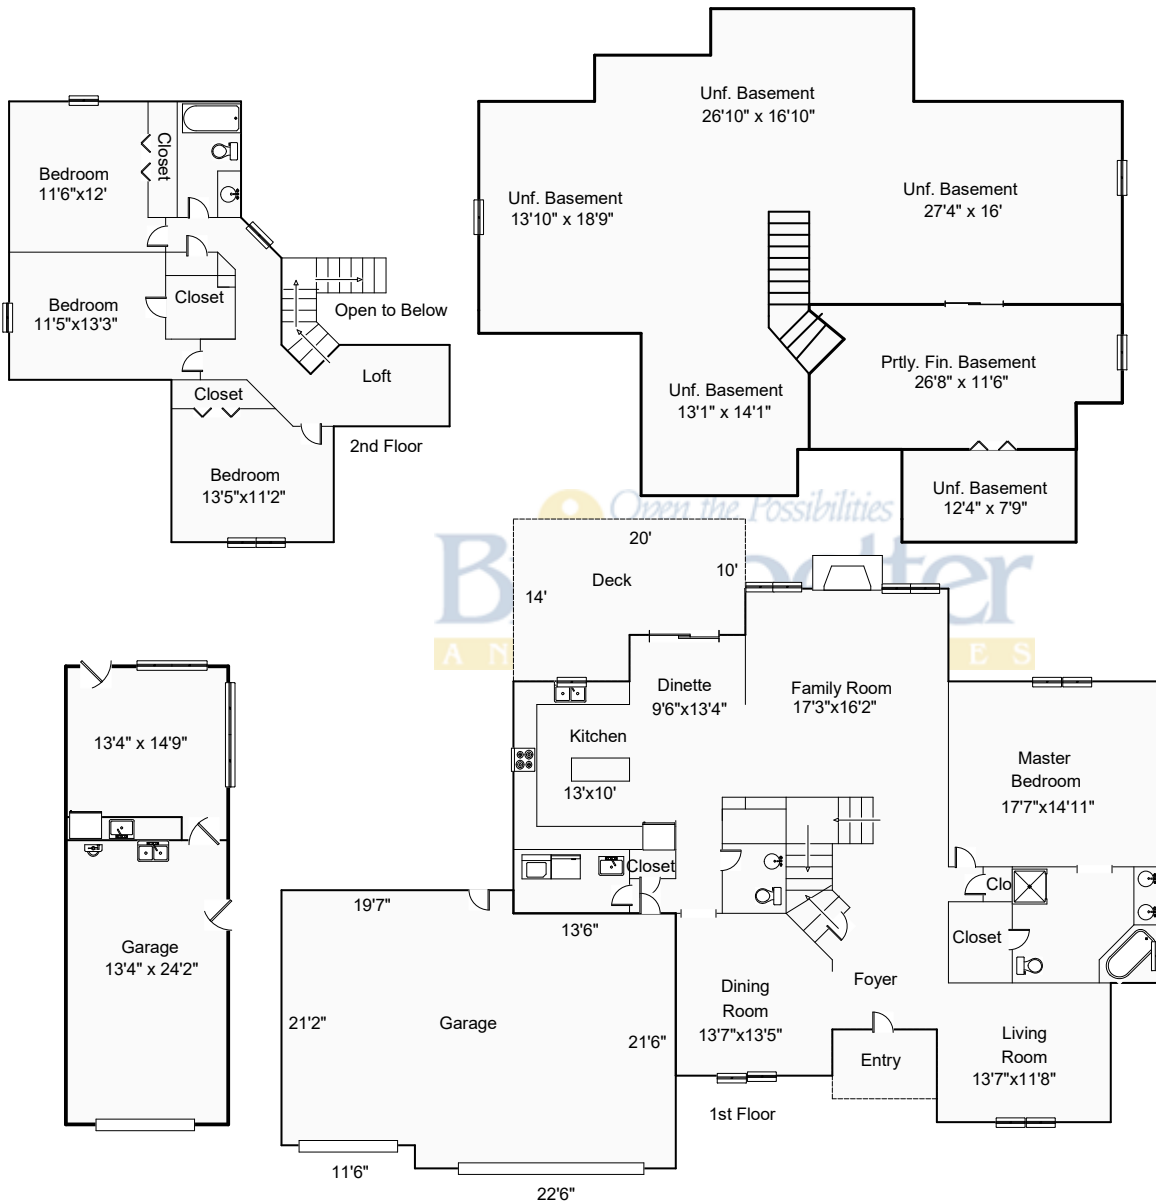 Unf. Basement
26'10" x 16'10"
Unf. Basement
13'10" x 18'9"
Unf. Basement
27'4" x 16'
Prtly. Fin. Basement
26'8" x 11'6"
Unf. Basement
13'1" x 14'1"
Unf. Basement
12'4" x 7'9"
Bedroom
11'6"x12'
Closet
Bedroom
11'5"x13'3"
Closet
Open to Below
Loft
Closet
2nd Floor
Bedroom
13'5"x11'2"
Open the Possibilities
20'
Deck
10'
14'
Dinette
9'6"x13'4"
Family Room
17'3"x16'2"
Kitchen
13'x10'
Master
Bedroom
17'7"x14'11"
Closet
Clo
Closet
13'4" x 14'9"
Garage
13'4" x 24'2"
19'7"
13'6"
21'2"
Garage
21'6"
Dining
Room
13'7"x13'5"
Foyer
Entry
Living
Room
13'7"x11'8"
1st Floor
11'6"
22'6"